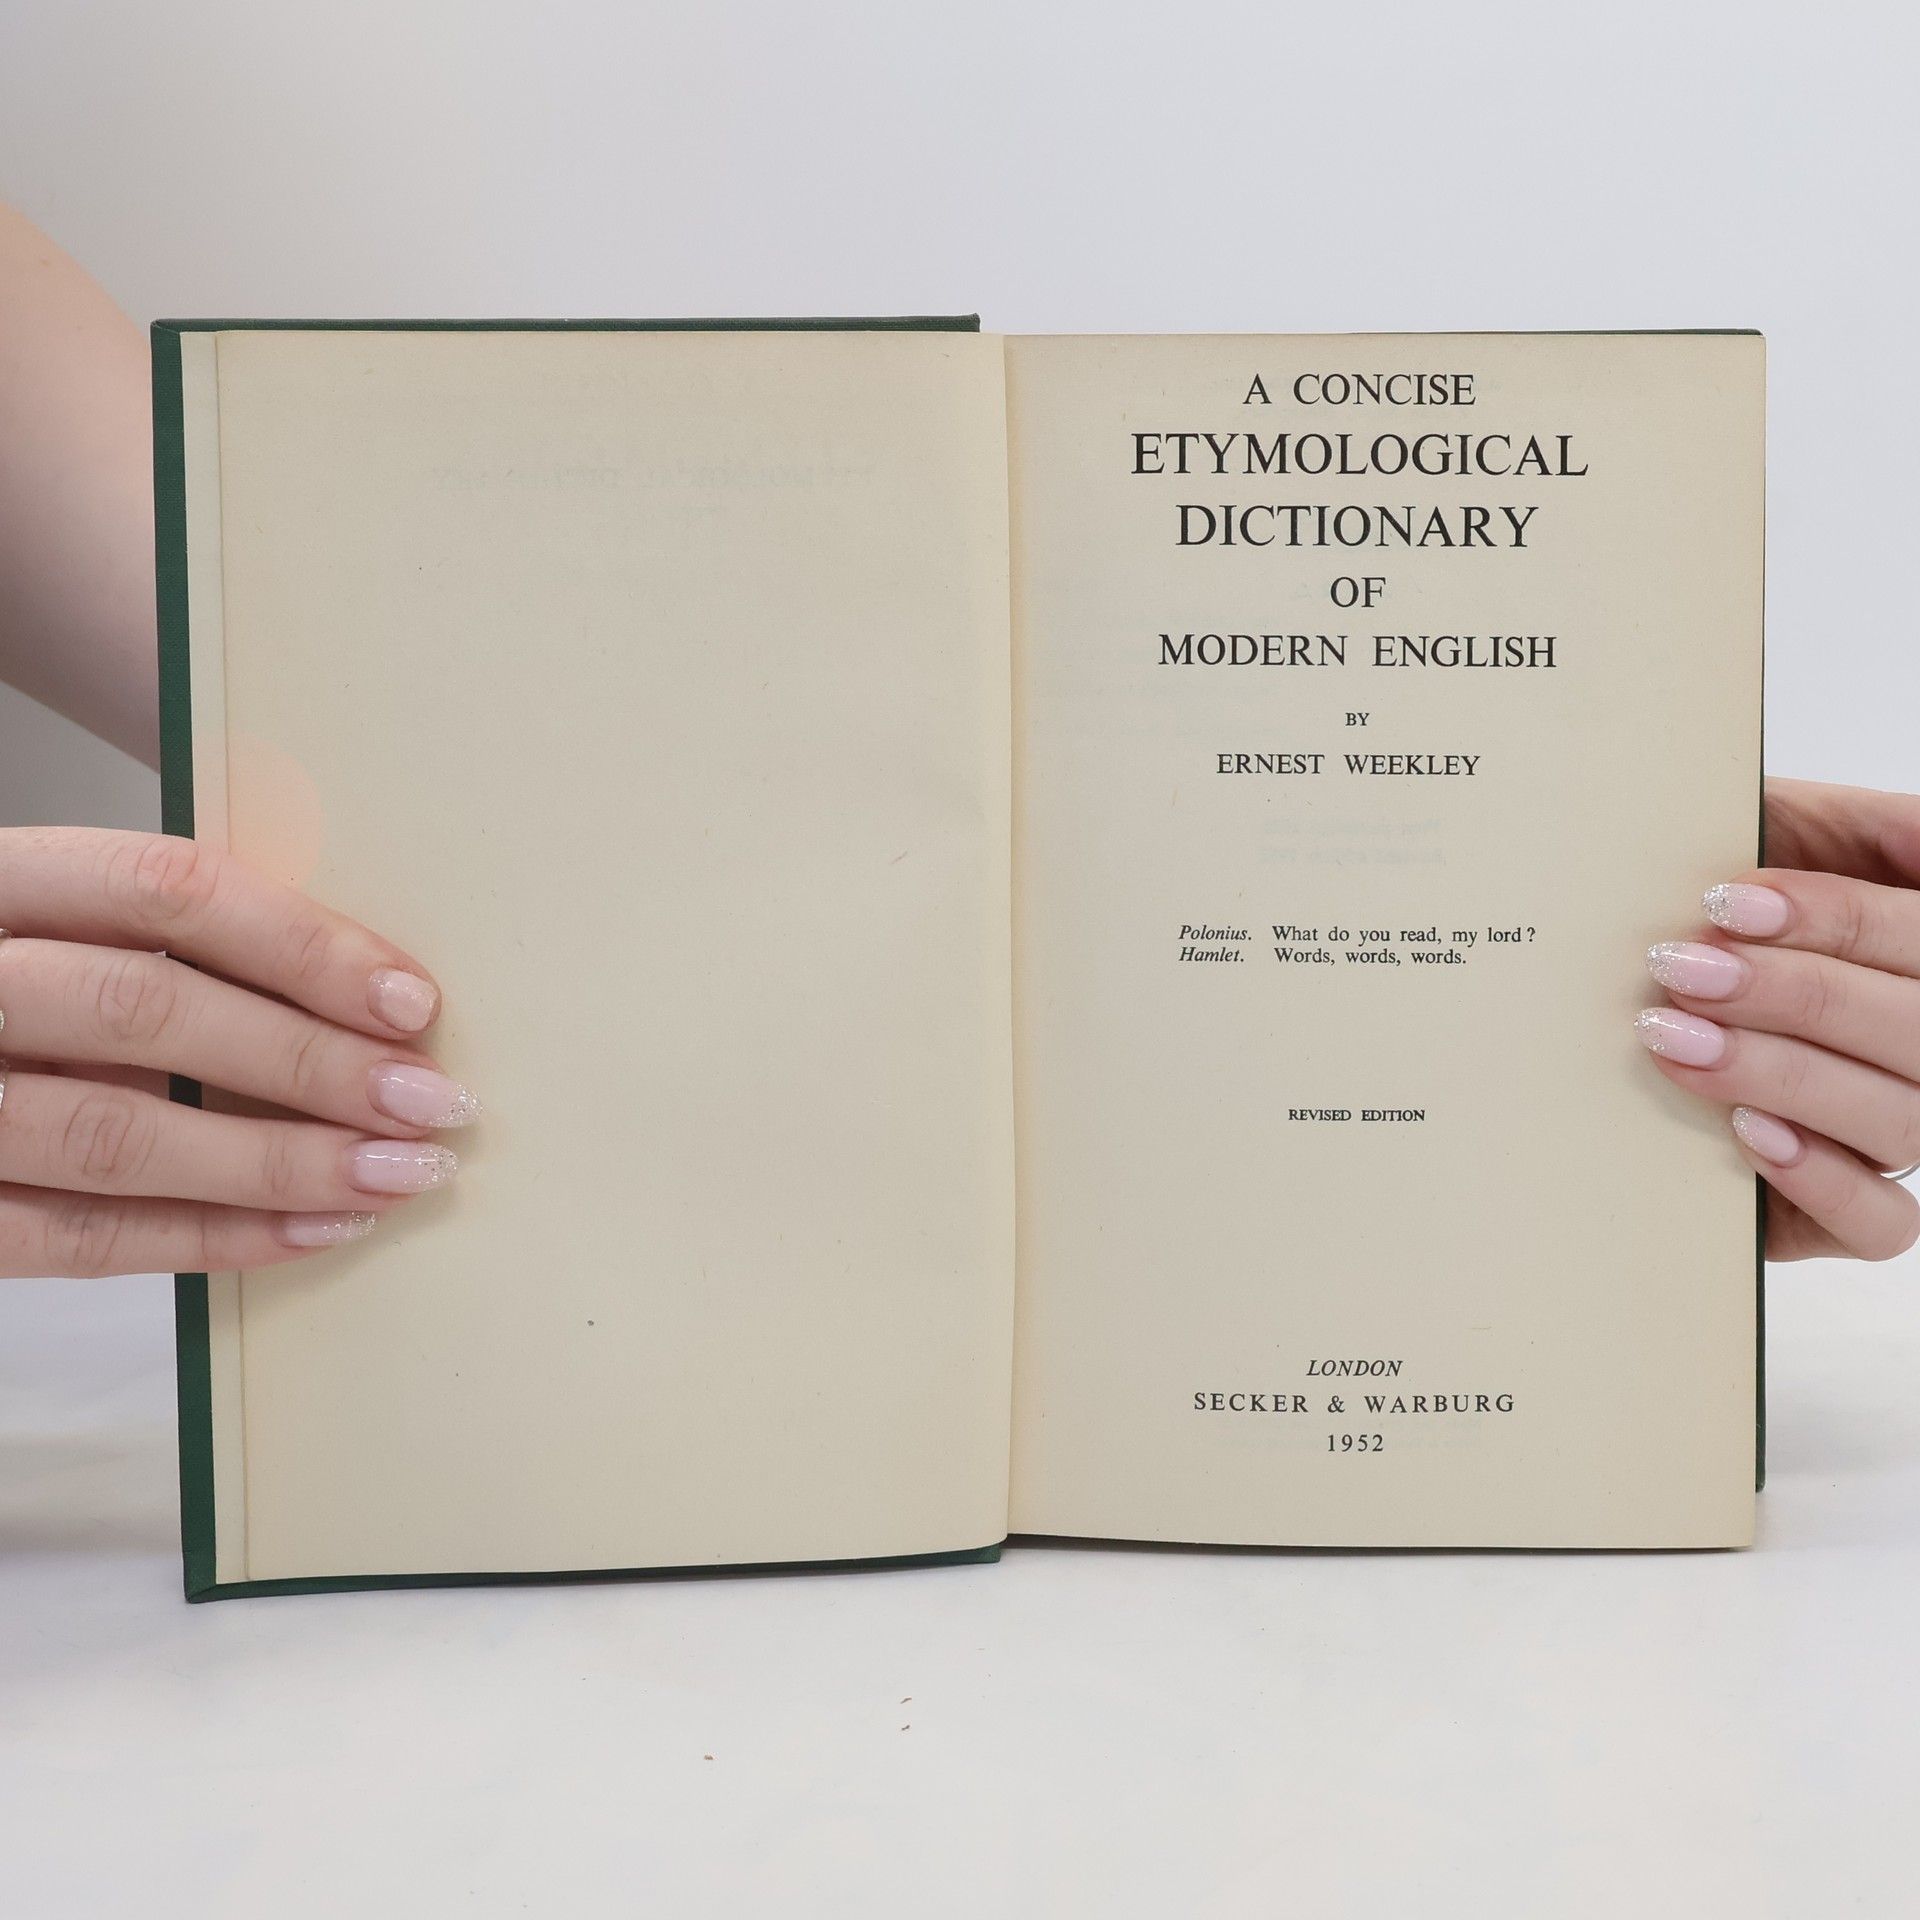 A CONCISE
ETYMOLOGICAL
DICTIONARY
OF
MODERN ENGLISH
BY
ERNEST WEEKLEY
Polonius. What do you read, my lord?
Hamlet. Words, words, words.
REVISED EDITION
LONDON
SECKER & WARBURG
1952